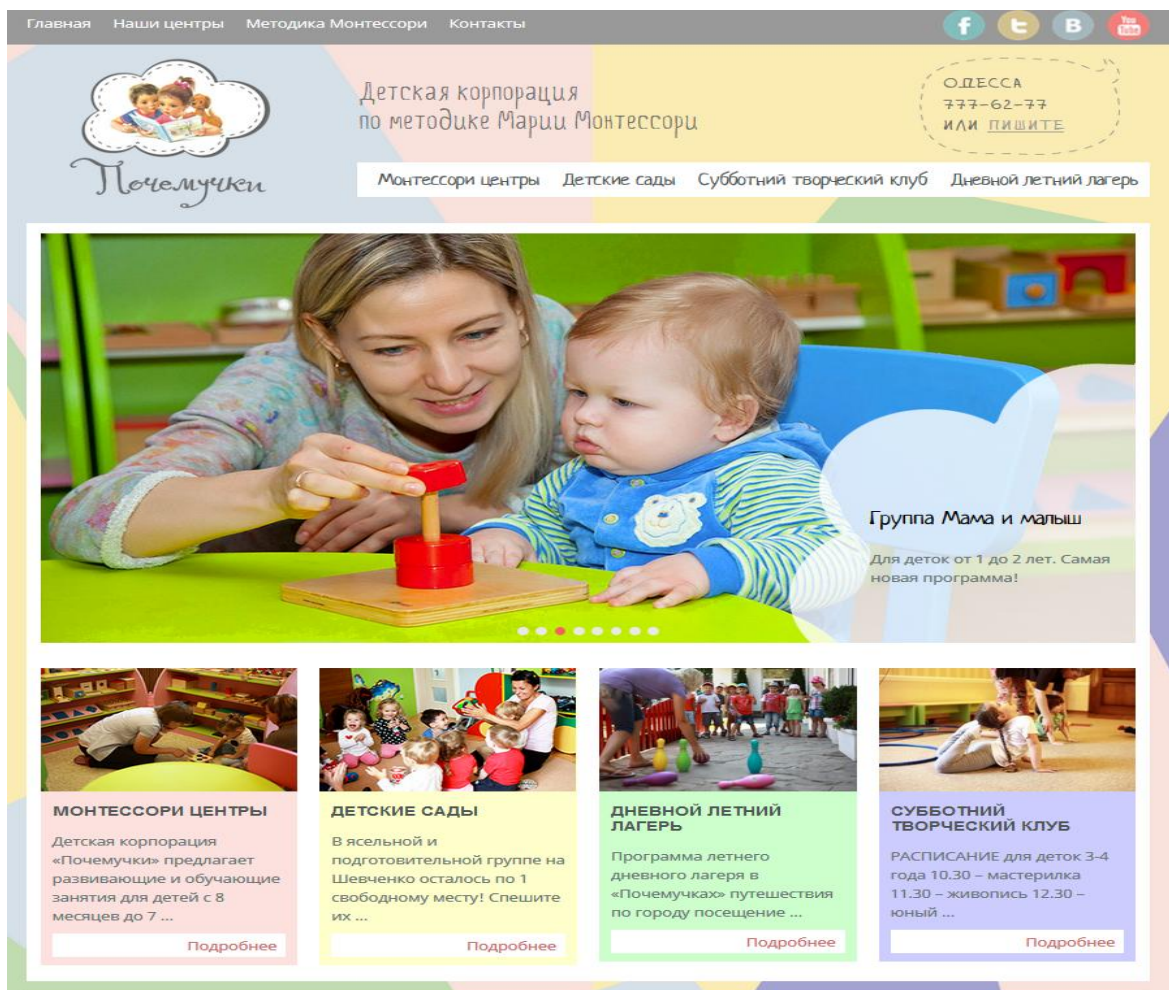 Главная Наши центры Методика Монтессори Контакты
f t B You Tube
Детская корпорация
по методике Марии Монтессори
ОДЕССА
777-62-77
ИЛИ ПИШИТЕ
Почемучки
Монтессори центры Детские сады Субботний творческий клуб Дневной летний лагерь
Группа Мама и малыш
Для деток от 1 до 2 лет. Самая
новая программа!
МОНТЕССОРИ ЦЕНТРЫ
Детская корпорация
«Почемучки» предлагает
развивающие и обучающие
занятия для детей с 8
месяцев до 7 ...
Подробнее
ДЕТСКИЕ САДЫ
В ясельной и
подготовительной группе на
Шевченко осталось по 1
свободному месту! Спешите
их ...
Подробнее
ДНЕВНОЙ ЛЕТНИЙ
ЛАГЕРЬ
Программа летнего
дневного лагеря в
«Почемучках» путешествия
по городу посещение ...
Подробнее
СУББОТНИЙ
ТВОРЧЕСКИЙ КЛУБ
РАСПИСАНИЕ для деток 3-4
года 10.30 – мастерилка
11.30 – живопись 12.30 –
юный ...
Подробнее